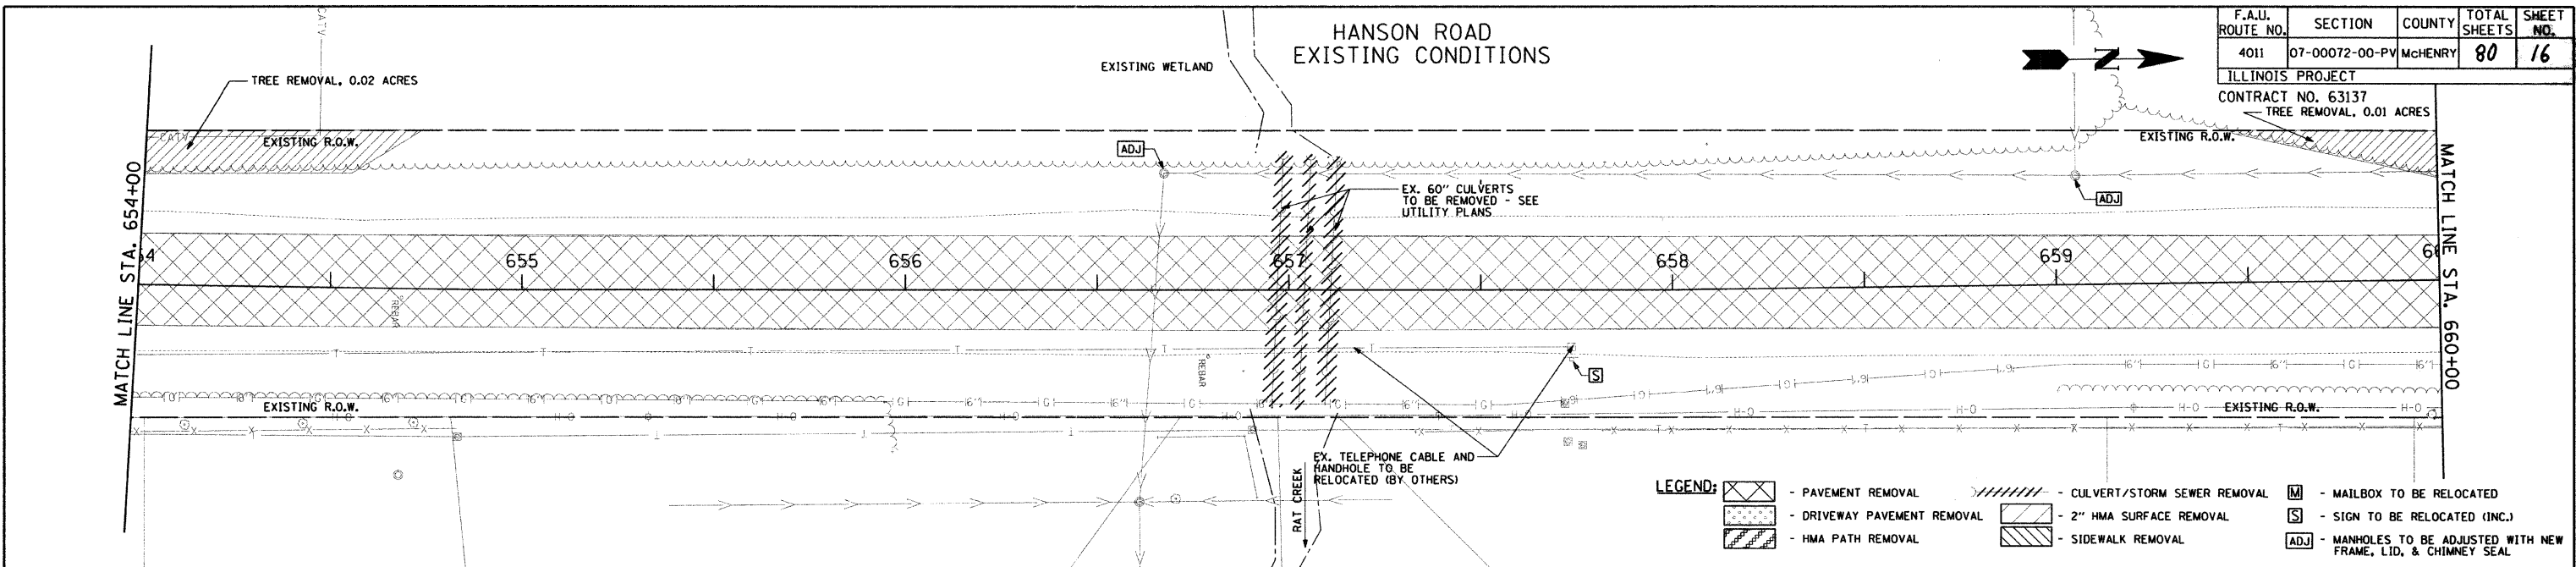 HANSON ROAD
EXISTING CONDITIONS
F.A.U. ROUTE NO.
SECTION
COUNTY
TOTAL SHEETS
SHEET NO.
4011
07-00072-00-PV
McHENRY
80
16
ILLINOIS PROJECT
CONTRACT NO. 63137
TREE REMOVAL, 0.02 ACRES
EXISTING WETLAND
TREE REMOVAL, 0.01 ACRES
CATV
CATV
EXISTING R.O.W.
EXISTING R.O.W.
ADJ
ADJ
EX. 60" CULVERTS
TO BE REMOVED - SEE
UTILITY PLANS
MATCH LINE STA. 654+00
MATCH LINE STA. 660+00
655
656
657
658
659
REBAR
REBAR
S
EXISTING R.O.W.
EXISTING R.O.W.
EX. TELEPHONE CABLE AND
HANDHOLE TO BE
RELOCATED (BY OTHERS)
RAT CREEK
LEGEND:
- PAVEMENT REMOVAL
- DRIVEWAY PAVEMENT REMOVAL
- HMA PATH REMOVAL
- CULVERT/STORM SEWER REMOVAL
- 2" HMA SURFACE REMOVAL
- SIDEWALK REMOVAL
M - MAILBOX TO BE RELOCATED
S - SIGN TO BE RELOCATED (INC.)
ADJ - MANHOLES TO BE ADJUSTED WITH NEW
FRAME, LID, & CHIMNEY SEAL